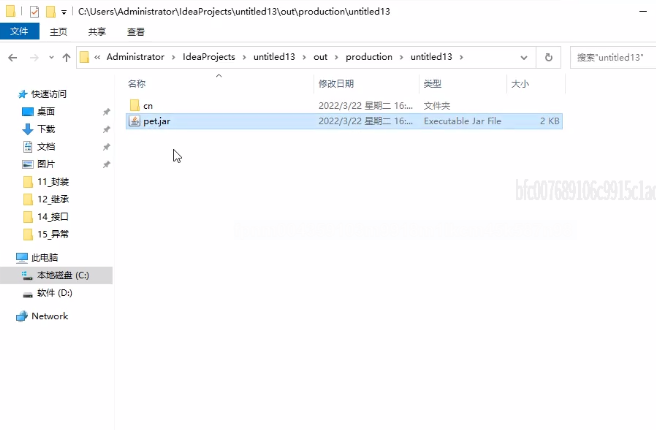 C:\Users\Administrator\IdeaProjects\untitled13\out\production\untitled13
文件 主页 共享 查看
« Administrator > IdeaProjects > untitled13 > out > production > untitled13 >
搜索"untitled13"
名称 修改日期 类型 大小
cn 2022/3/22 星期二 16:... 文件夹
pet.jar 2022/3/22 星期二 16:... Executable Jar File 2 KB
快速访问
桌面
下载
文档
图片
11_封装
12_继承
14_接口
15_异常
此电脑
本地磁盘 (C:)
软件 (D:)
Network